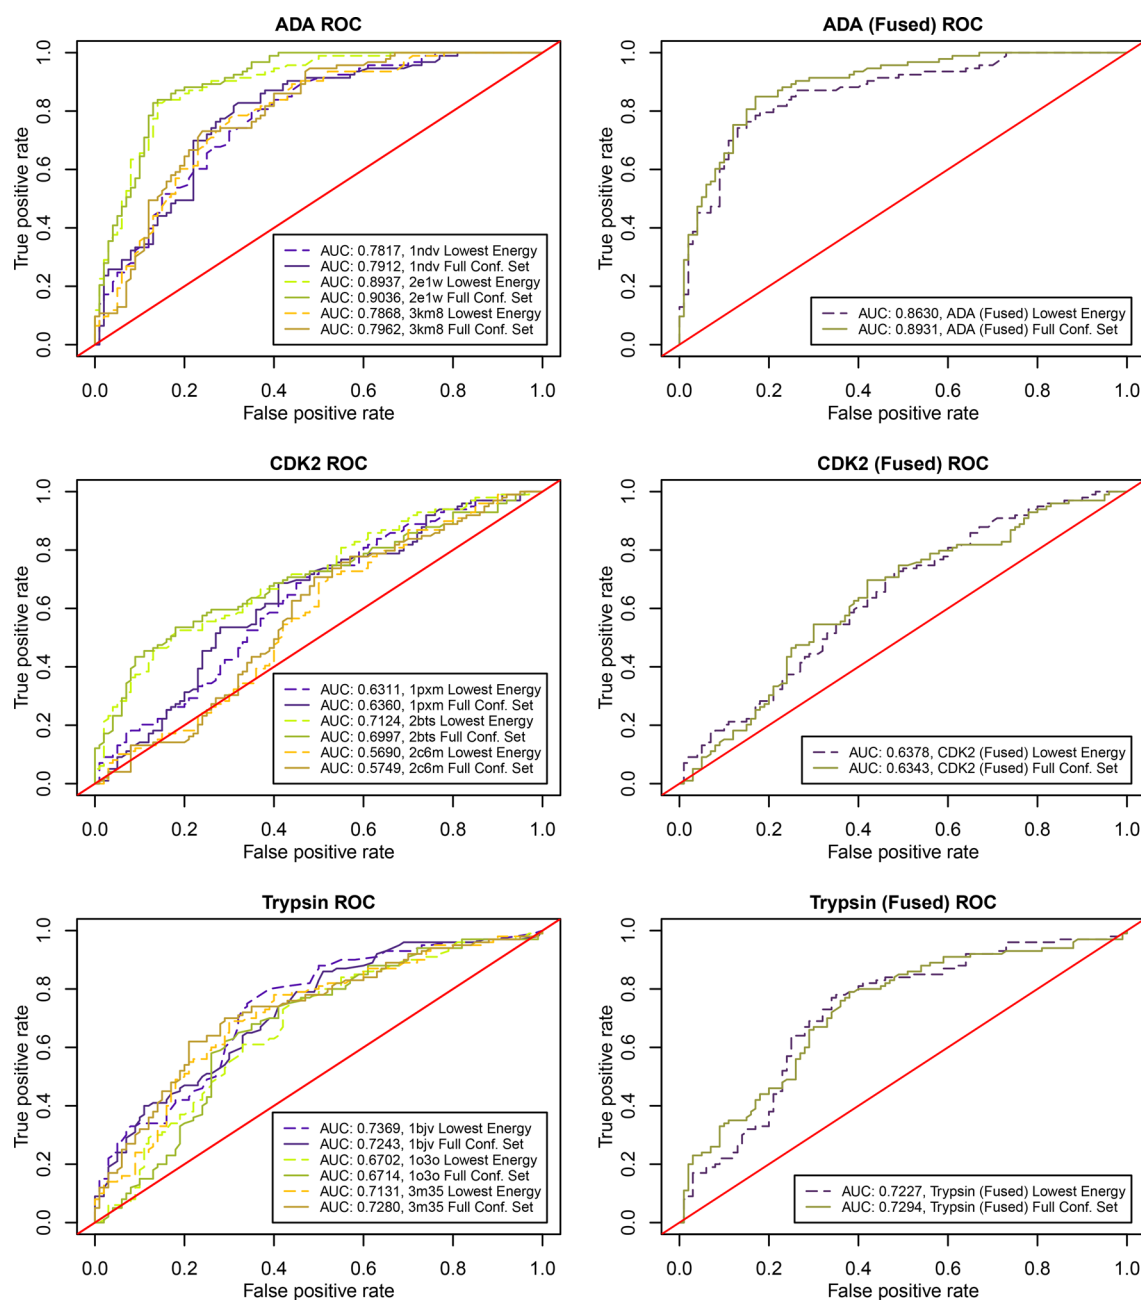 ADA ROC
True positive rate
1.0
0.8
0.6
0.4
0.2
0.0
AUC: 0.7817, 1ndv Lowest Energy
AUC: 0.7912, 1ndv Full Conf. Set
AUC: 0.8937, 2e1w Lowest Energy
AUC: 0.9036, 2e1w Full Conf. Set
AUC: 0.7868, 3km8 Lowest Energy
AUC: 0.7962, 3km8 Full Conf. Set
0.0 0.2 0.4 0.6 0.8 1.0
False positive rate
ADA (Fused) ROC
True positive rate
1.0
0.8
0.6
0.4
0.2
0.0
AUC: 0.8630, ADA (Fused) Lowest Energy
AUC: 0.8931, ADA (Fused) Full Conf. Set
0.0 0.2 0.4 0.6 0.8 1.0
False positive rate
CDK2 ROC
True positive rate
1.0
0.8
0.6
0.4
0.2
0.0
AUC: 0.6311, 1pxm Lowest Energy
AUC: 0.6360, 1pxm Full Conf. Set
AUC: 0.7124, 2bts Lowest Energy
AUC: 0.6997, 2bts Full Conf. Set
AUC: 0.5690, 2c6m Lowest Energy
AUC: 0.5749, 2c6m Full Conf. Set
0.0 0.2 0.4 0.6 0.8 1.0
False positive rate
CDK2 (Fused) ROC
True positive rate
1.0
0.8
0.6
0.4
0.2
0.0
AUC: 0.6378, CDK2 (Fused) Lowest Energy
AUC: 0.6343, CDK2 (Fused) Full Conf. Set
0.0 0.2 0.4 0.6 0.8 1.0
False positive rate
Trypsin ROC
True positive rate
1.0
0.8
0.6
0.4
0.2
0.0
AUC: 0.7369, 1bjv Lowest Energy
AUC: 0.7243, 1bjv Full Conf. Set
AUC: 0.6702, 1o3o Lowest Energy
AUC: 0.6714, 1o3o Full Conf. Set
AUC: 0.7131, 3m35 Lowest Energy
AUC: 0.7280, 3m35 Full Conf. Set
0.0 0.2 0.4 0.6 0.8 1.0
False positive rate
Trypsin (Fused) ROC
True positive rate
1.0
0.8
0.6
0.4
0.2
0.0
AUC: 0.7227, Trypsin (Fused) Lowest Energy
AUC: 0.7294, Trypsin (Fused) Full Conf. Set
0.0 0.2 0.4 0.6 0.8 1.0
False positive rate